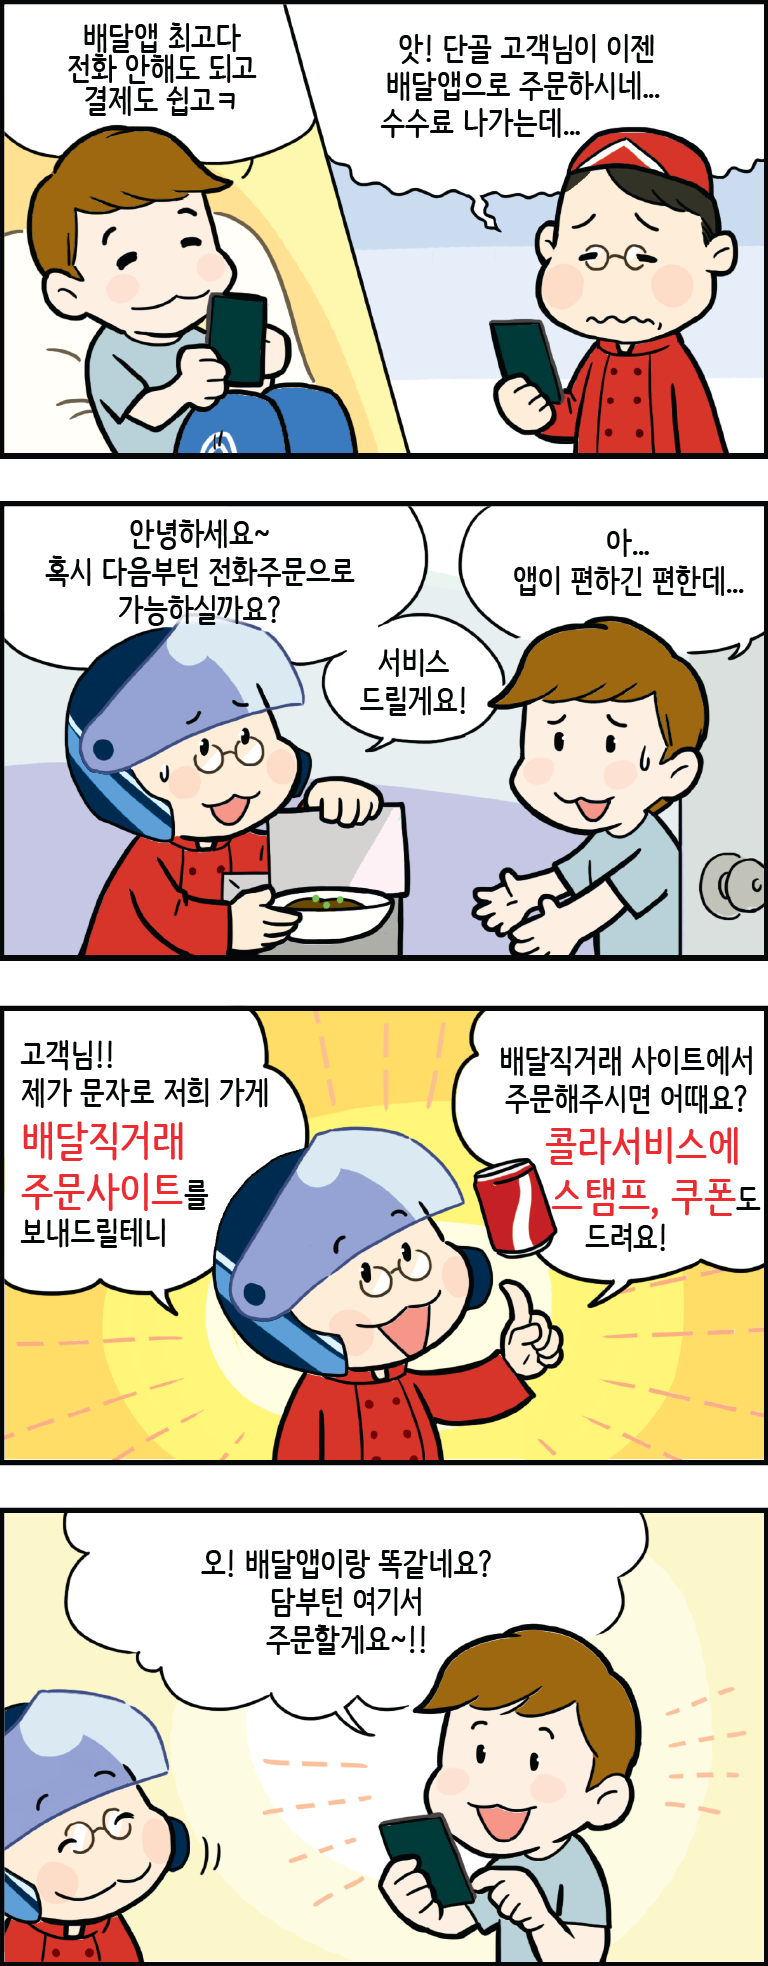 배달앱 최고다
전화 안해도 되고
결제도 쉽고ㅋ
앗! 단골 고객님이 이젠
배달앱으로 주문하시네...
수수료 나가는데...
안녕하세요~
혹시 다음부턴 전화주문으로
가능하실까요?
서비스
드릴게요!
아...
앱이 편하긴 편한데...
고객님!!
제가 문자로 저희 가게
배달직거래
주문사이트를
보내드릴테니
배달직거래 사이트에서
주문해주시면 어때요?
콜라서비스에
스탬프, 쿠폰도
드려요!
오! 배달앱이랑 똑같네요?
담부턴 여기서
주문할게요~!!